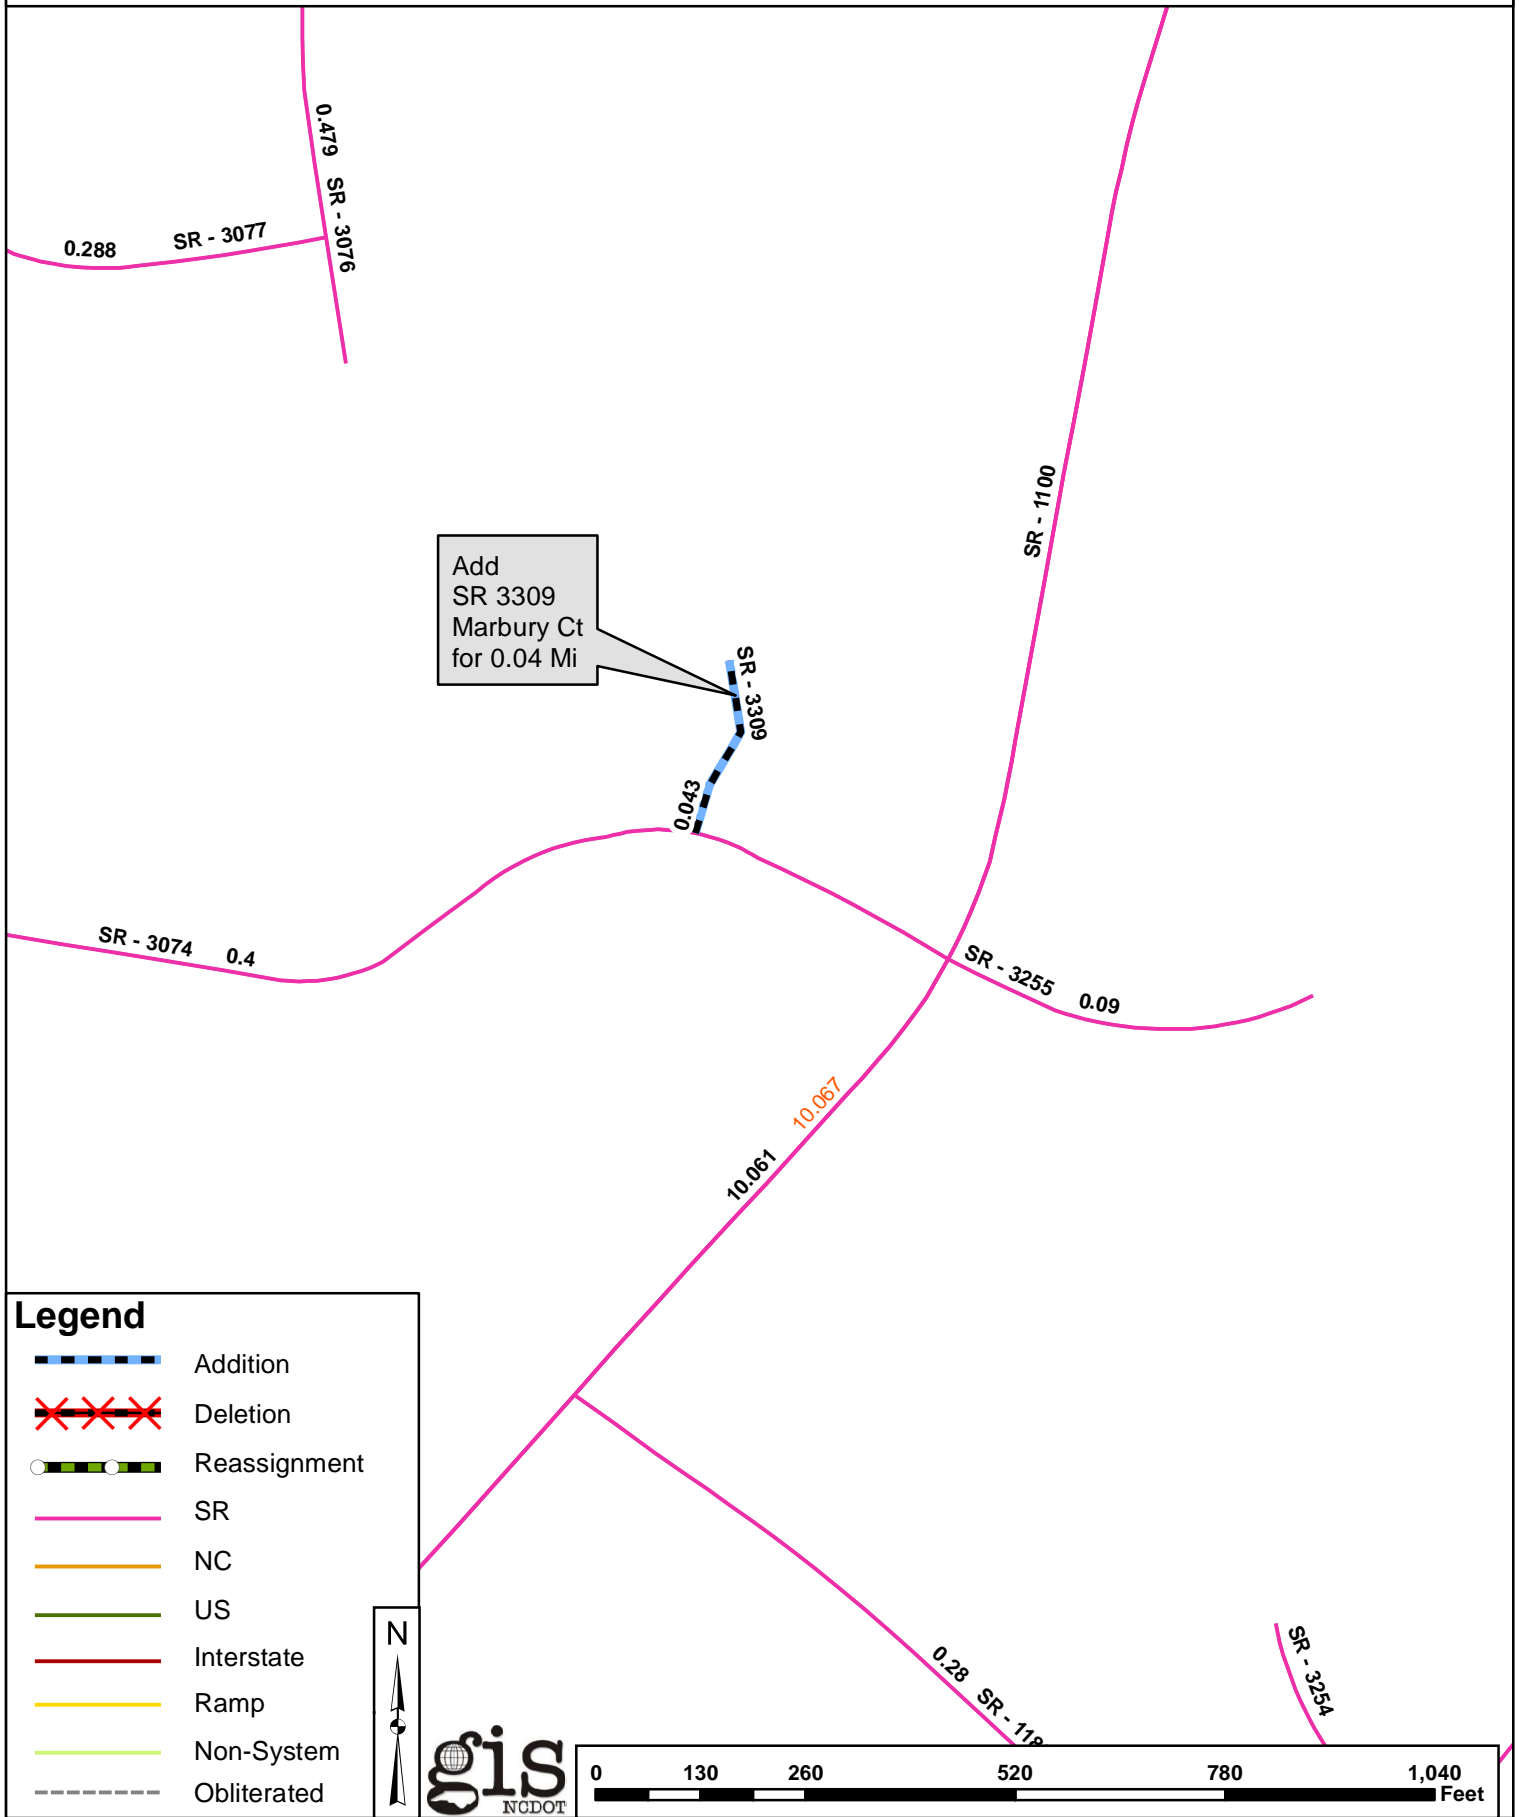 0.479 SR - 3076
0.288 SR - 3077
SR - 1100
Add
SR 3309
Marbury Ct
for 0.04 Mi
SR - 3309
0.043
SR - 3074 0.4
SR - 3255 0.09
10.067
10.061
Legend
Addition
Deletion
Reassignment
SR
NC
US
Interstate
Ramp
Non-System
Obliterated
N
gis
NCDOT
0.28 SR - 118
SR - 3254
0 130 260 520 780 1,040
Feet